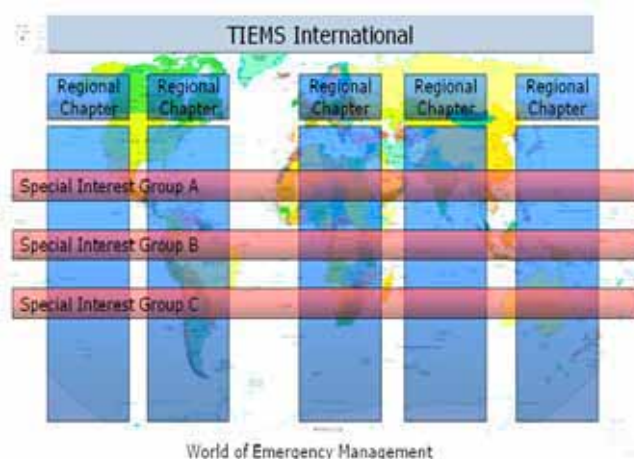 TIEMS International
Regional Chapter
Regional Chapter
Regional Chapter
Regional Chapter
Regional Chapter
Special Interest Group A
Special Interest Group B
Special Interest Group C
World of Emergency Management